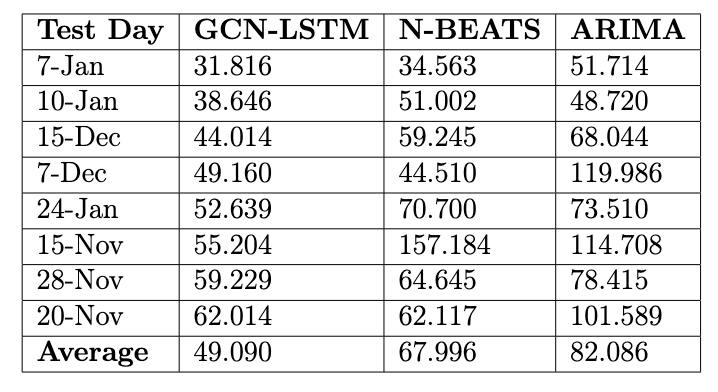 Test Day GCN-LSTM N-BEATS ARIMA
7-Jan 31.816 34.563 51.714
10-Jan 38.646 51.002 48.720
15-Dec 44.014 59.245 68.044
7-Dec 49.160 44.510 119.986
24-Jan 52.639 70.700 73.510
15-Nov 55.204 157.184 114.708
28-Nov 59.229 64.645 78.415
20-Nov 62.014 62.117 101.589
Average 49.090 67.996 82.086